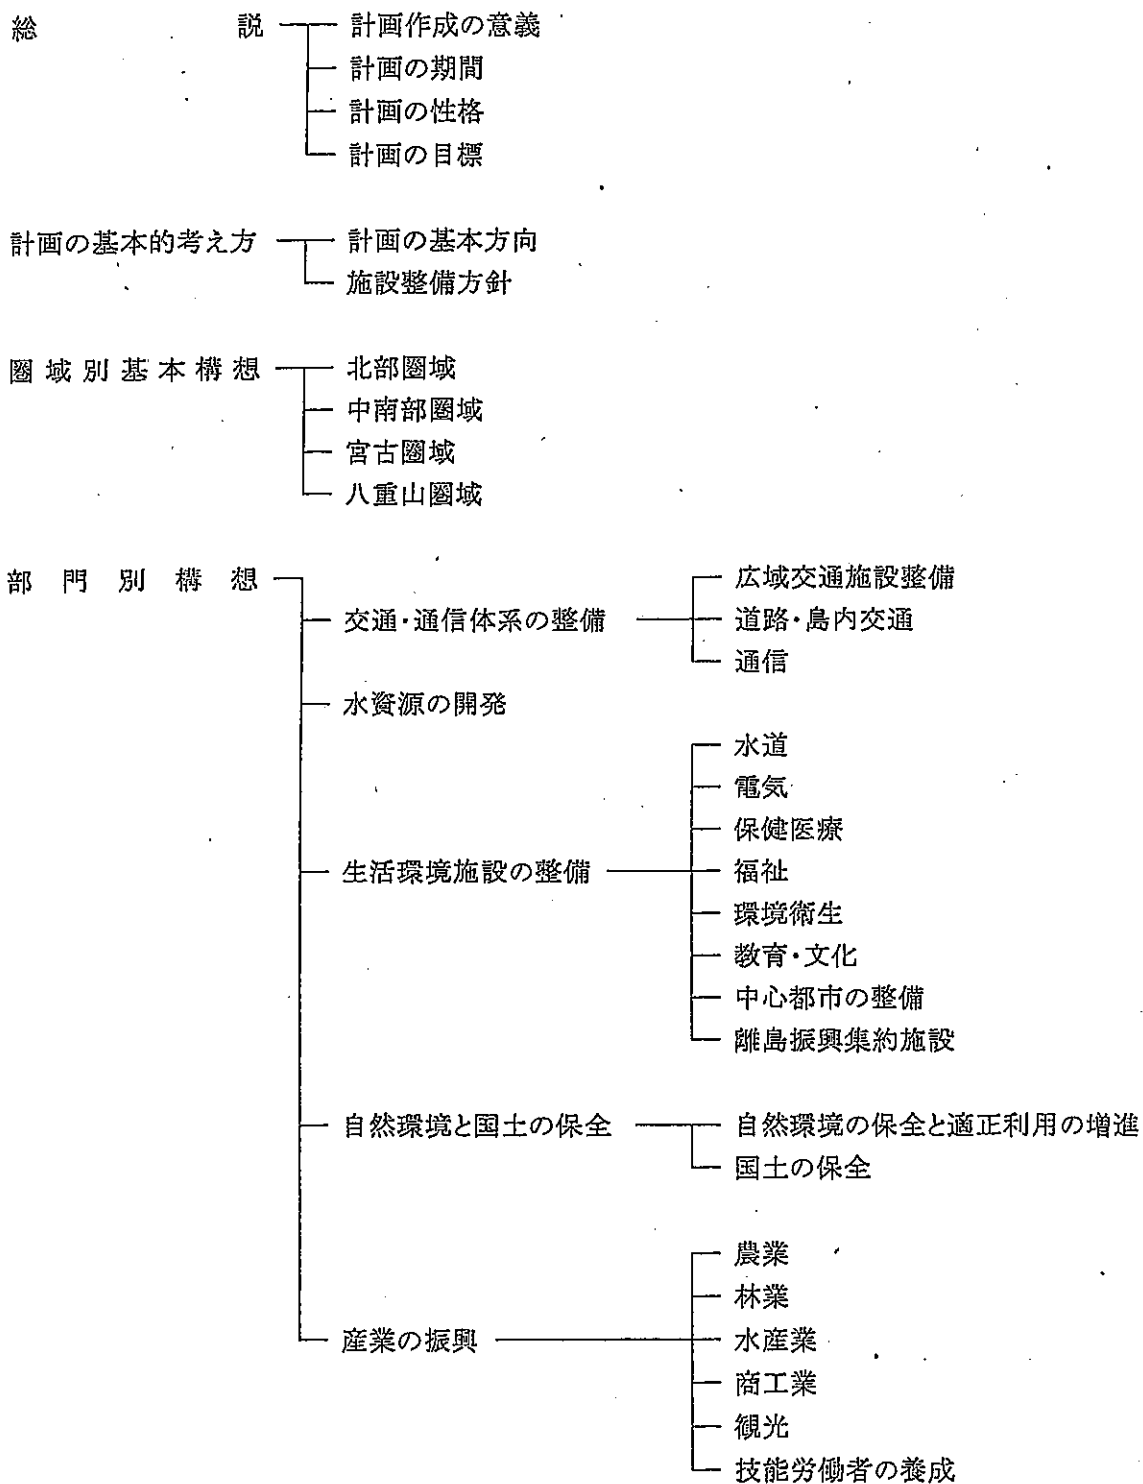 総説
計画作成の意義
計画の期間
計画の性格
計画の目標
計画の基本的考え方
計画の基本方向
施設整備方針
圏域別基本構想
北部圏域
中南部圏域
宮古圏域
八重山圏域
部門別構想
交通・通信体系の整備
広域交通施設整備
道路・島内交通
通信
水資源の開発
生活環境施設の整備
水道
電気
保健医療
福祉
環境衛生
教育・文化
中心都市の整備
離島振興集約施設
自然環境と国土の保全
自然環境の保全と適正利用の増進
国土の保全
産業の振興
農業
林業
水産業
商工業
観光
技能労働者の養成